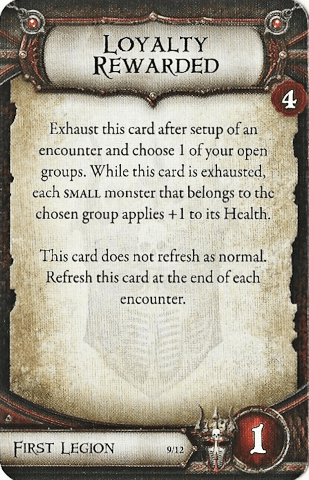 LOYALTY
REWARDED
4
Exhaust this card after setup of an
encounter and choose 1 of your open
groups. While this card is exhausted,
each SMALL monster that belongs to the
chosen group applies +1 to its Health.
This card does not refresh as normal.
Refresh this card at the end of each
encounter.
FIRST LEGION
9/12
1